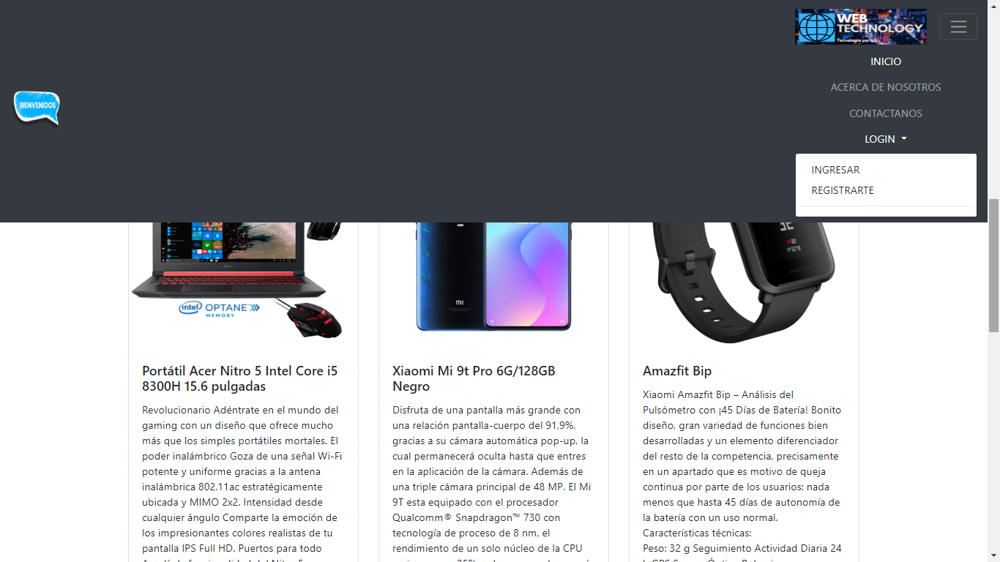 WEB
TECHNOLOGY
Tecnología para ti
INICIO
ACERCA DE NOSOTROS
CONTACTANOS
LOGIN
INGRESAR
REGISTRARTE
BIENVENIDOS
intel OPTANE
MEMORY
acer
MI
AMAZFIT
Portátil Acer Nitro 5 Intel Core i5
8300H 15.6 pulgadas
Revolucionario Adéntrate en el mundo del
gaming con un diseño que ofrece mucho
más que los simples portátiles mortales. El
poder inalámbrico Goza de una señal Wi-Fi
potente y uniforme gracias a la antena
inalámbrica 802.11ac estratégicamente
ubicada y MIMO 2x2. Intensidad desde
cualquier ángulo Comparte la emoción de
los impresionantes colores realistas de tu
pantalla IPS Full HD. Puertos para todo
Xiaomi Mi 9t Pro 6G/128GB
Negro
Disfruta de una pantalla más grande con
una relación pantalla-cuerpo del 91,9%,
gracias a su cámara automática pop-up, la
cual permanecerá oculta hasta que entres
en la aplicación de la cámara. Además de
una triple cámara principal de 48 MP. El Mi
9T esta equipado con el procesador
Qualcomm® Snapdragon™ 730 con
tecnología de proceso de 8 nm, el
rendimiento de un solo núcleo de la CPU
Amazfit Bip
Xiaomi Amazfit Bip – Análisis del
Pulsómetro con ¡45 Días de Batería! Bonito
diseño, gran variedad de funciones bien
desarrolladas y un elemento diferenciador
del resto de la competencia, precisamente
en un apartado que es motivo de queja
continua por parte de los usuarios: nada
menos que hasta 45 días de autonomía de
la batería con un uso normal.
Características técnicas:
Peso: 32 g Seguimiento Actividad Diaria 24